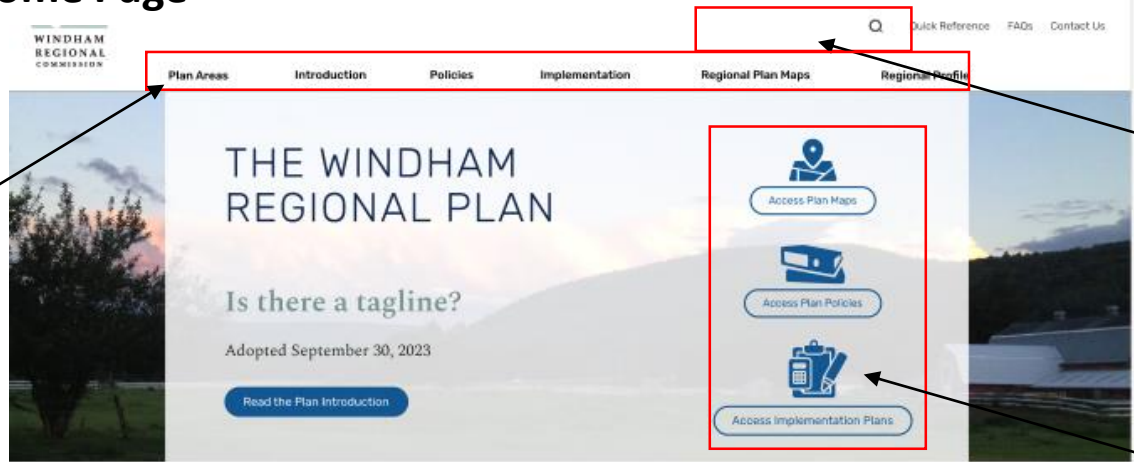 ome Page
WINDHAM
REGIONAL
COMMISSION
Quick Reference FAQs Contact Us
Plan Areas Introduction Policies Implementation Regional Plan Maps Regional Profile
THE WINDHAM
REGIONAL PLAN
Access Plan Maps
Access Plan Policies
Is there a tagline?
Adopted September 30, 2023
Read the Plan Introduction
Access Implementation Plans